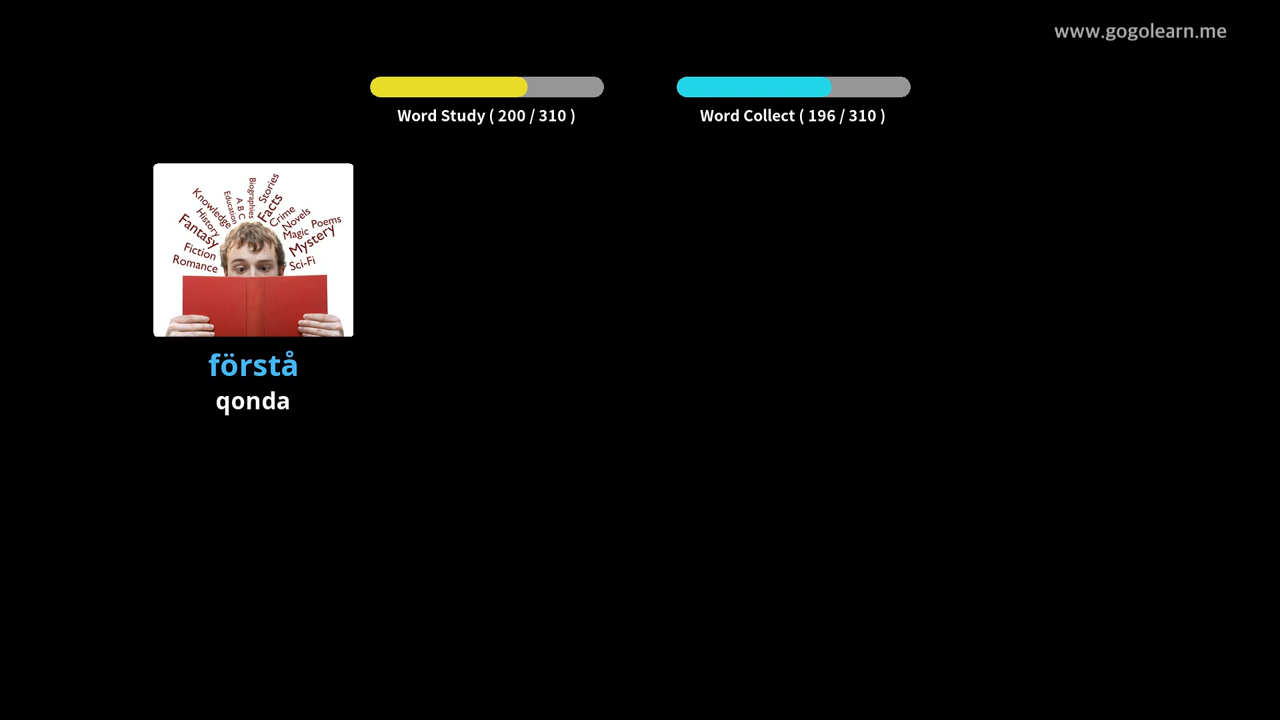 www.gogolearn.me
Word Study ( 200 / 310 )
Word Collect ( 196 / 310 )
Knowledge
History
Fantasy
Fiction
Romance
Education
A B C
Biographies
Stories
Facts
Crime
Novels
Magic
Poems
Mystery
Sci-Fi
förstå
qonda